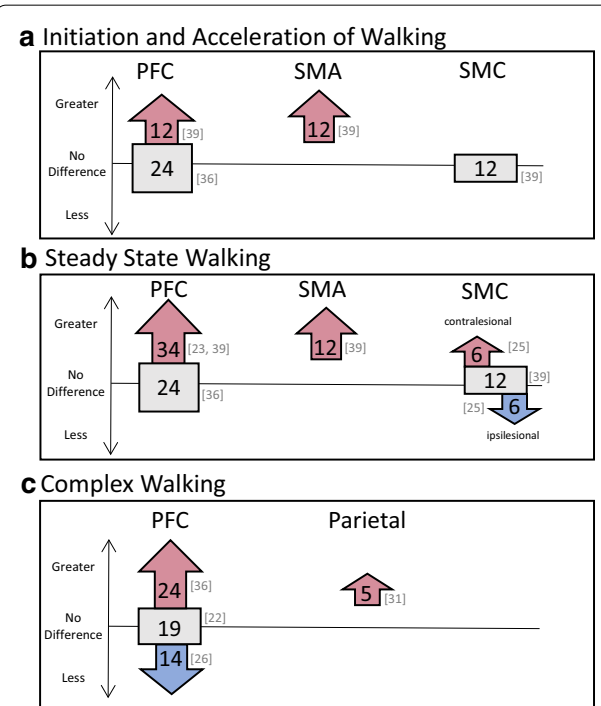 a Initiation and Acceleration of Walking
PFC SMA SMC
Greater
12 [39] 12 [39]
No
Difference
24 [36] 12 [39]
Less
b Steady State Walking
PFC SMA SMC
Greater
contralesional
34 [23, 39] 12 [39] 6 [25]
No
Difference
24 [36] 12 [39]
[25] 6
Less
ipsilesional
c Complex Walking
PFC Parietal
Greater
24 [36] 5 [31]
No
Difference
19 [22]
14 [26]
Less